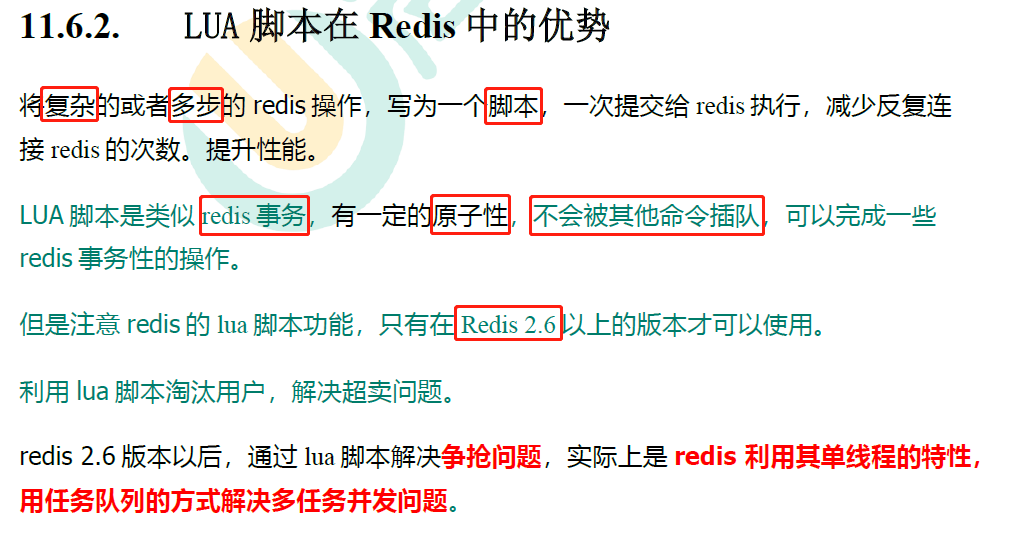 11.6.2. LUA 脚本在 Redis 中的优势
将复杂的或者多步的 redis 操作，写为一个脚本，一次提交给 redis 执行，减少反复连
接 redis 的次数。提升性能。
LUA 脚本是类似 redis 事务，有一定的原子性，不会被其他命令插队，可以完成一些
redis 事务性的操作。
但是注意 redis 的 lua 脚本功能，只有在 Redis 2.6 以上的版本才可以使用。
利用 lua 脚本淘汰用户，解决超卖问题。
redis 2.6 版本以后，通过 lua 脚本解决争抢问题，实际上是 redis 利用其单线程的特性，
用任务队列的方式解决多任务并发问题。